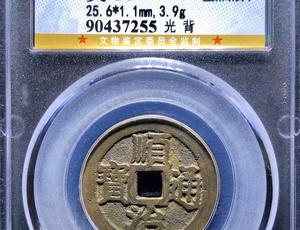 25.6*1.1mm,3.9g
90437255 光背
★ 文物鉴定委员会监制 ★
順
寶 通
治